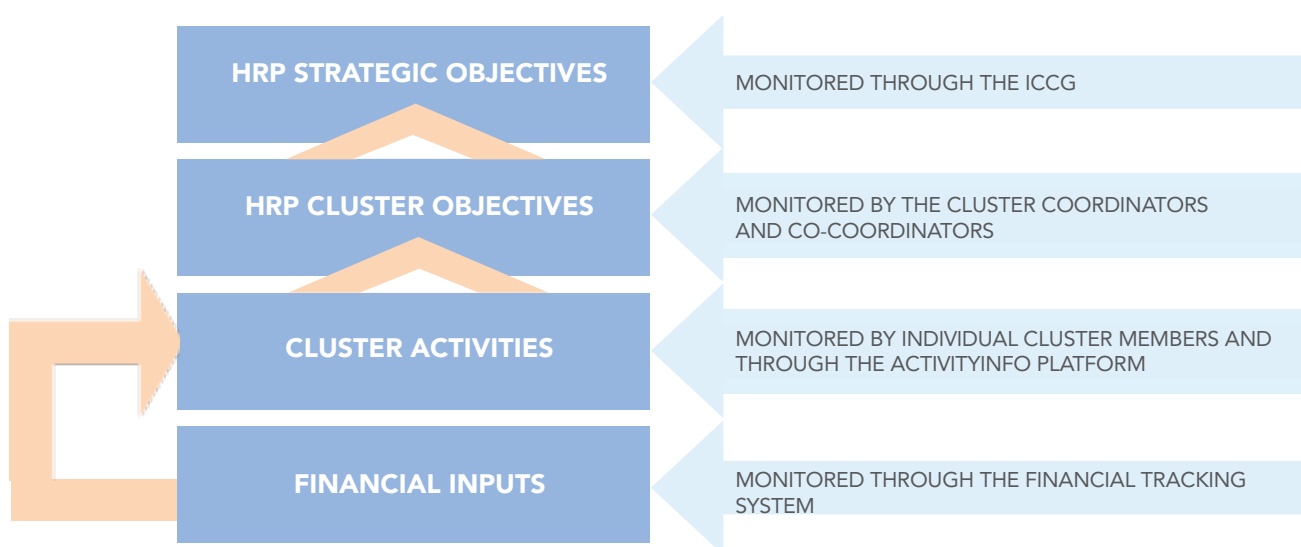 HRP STRATEGIC OBJECTIVES
MONITORED THROUGH THE ICCG
HRP CLUSTER OBJECTIVES
MONITORED BY THE CLUSTER COORDINATORS
AND CO-COORDINATORS
CLUSTER ACTIVITIES
MONITORED BY INDIVIDUAL CLUSTER MEMBERS AND
THROUGH THE ACTIVITYINFO PLATFORM
FINANCIAL INPUTS
MONITORED THROUGH THE FINANCIAL TRACKING
SYSTEM